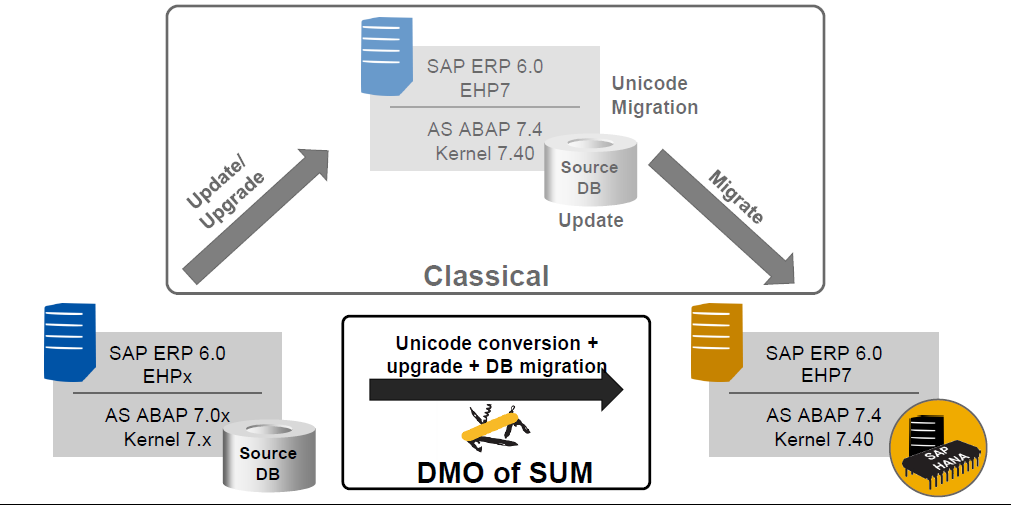 SAP ERP 6.0
EHP7
AS ABAP 7.4
Kernel 7.40
Unicode
Migration
Source
DB
Update
Update/
Upgrade
Migrate
Classical
SAP ERP 6.0
EHPx
AS ABAP 7.0x
Kernel 7.x
Source
DB
Unicode conversion +
upgrade + DB migration
DMO of SUM
SAP ERP 6.0
EHP7
AS ABAP 7.4
Kernel 7.40
SAP
HANA